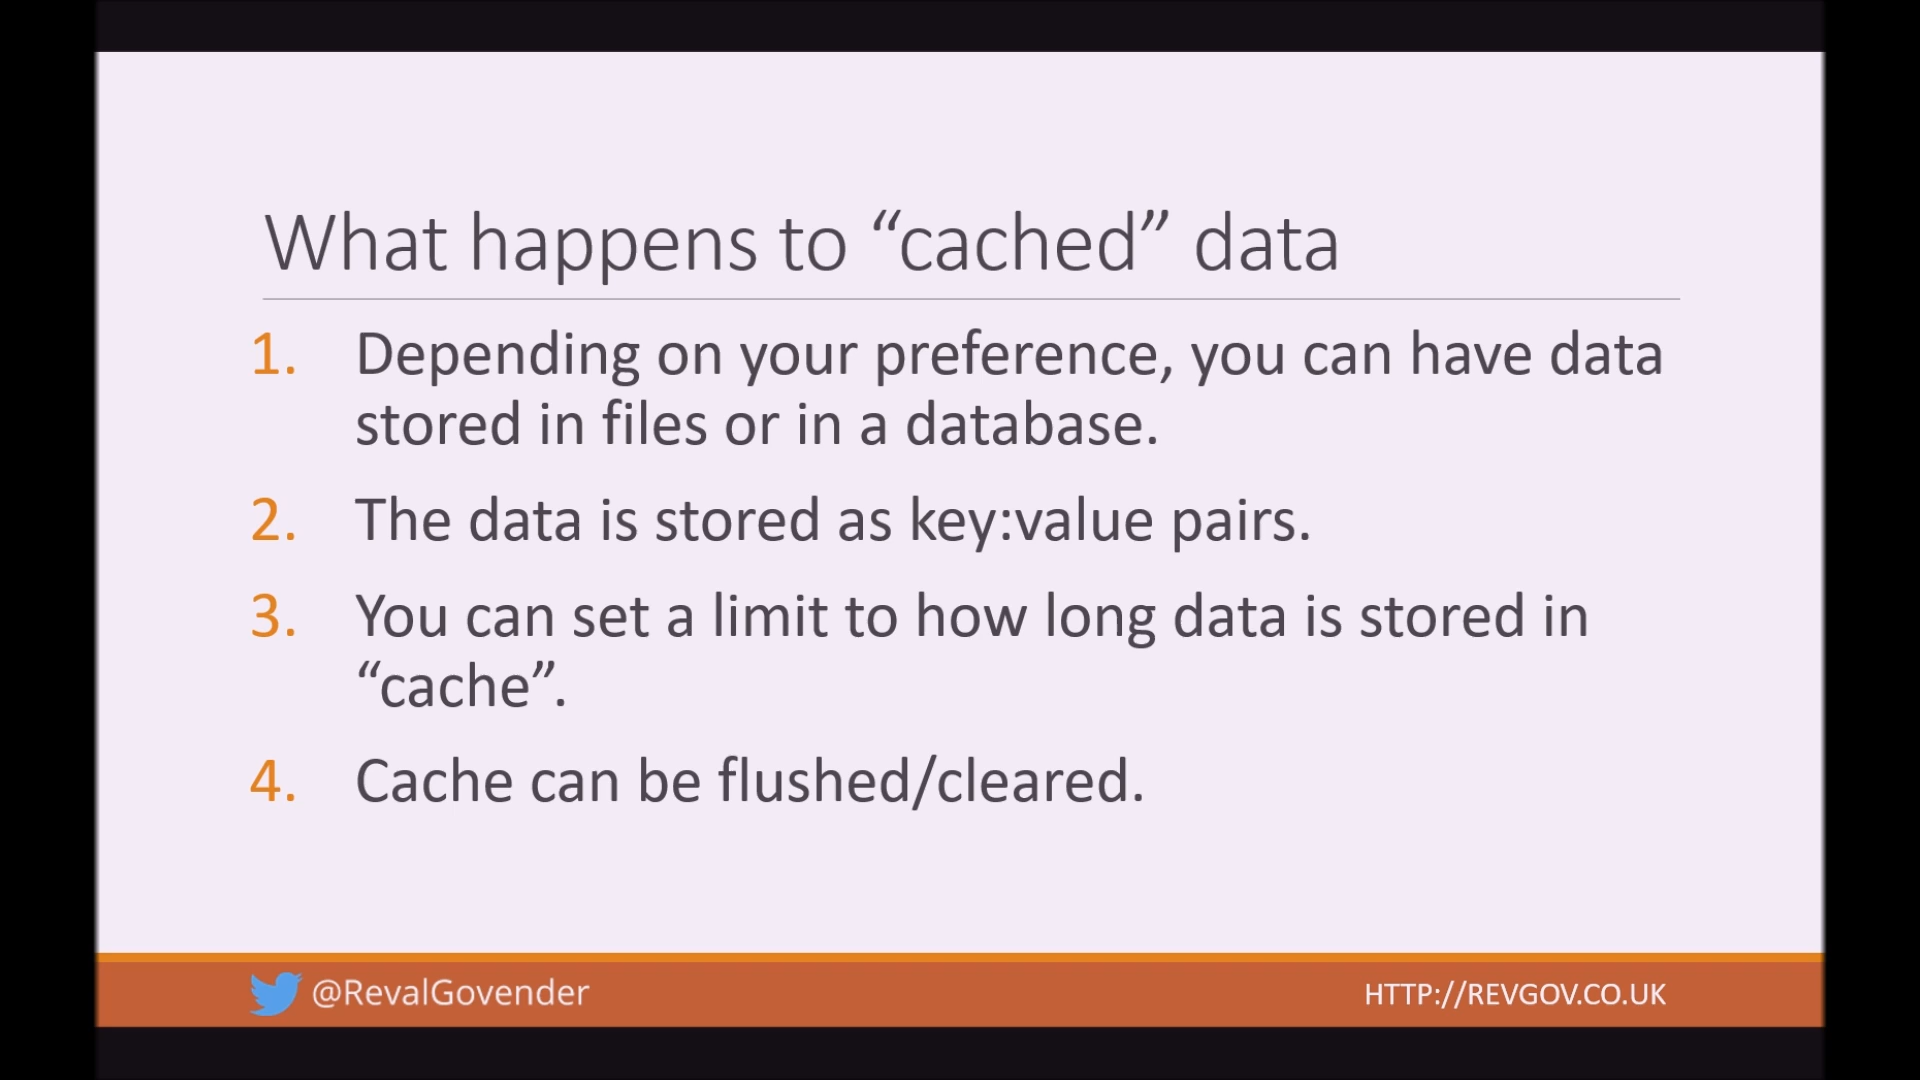 What happens to “cached” data
1. Depending on your preference, you can have data
stored in files or in a database.
2. The data is stored as key:value pairs.
3. You can set a limit to how long data is stored in
“cache”.
4. Cache can be flushed/cleared.
@RevalGovender
HTTP://REVGOV.CO.UK